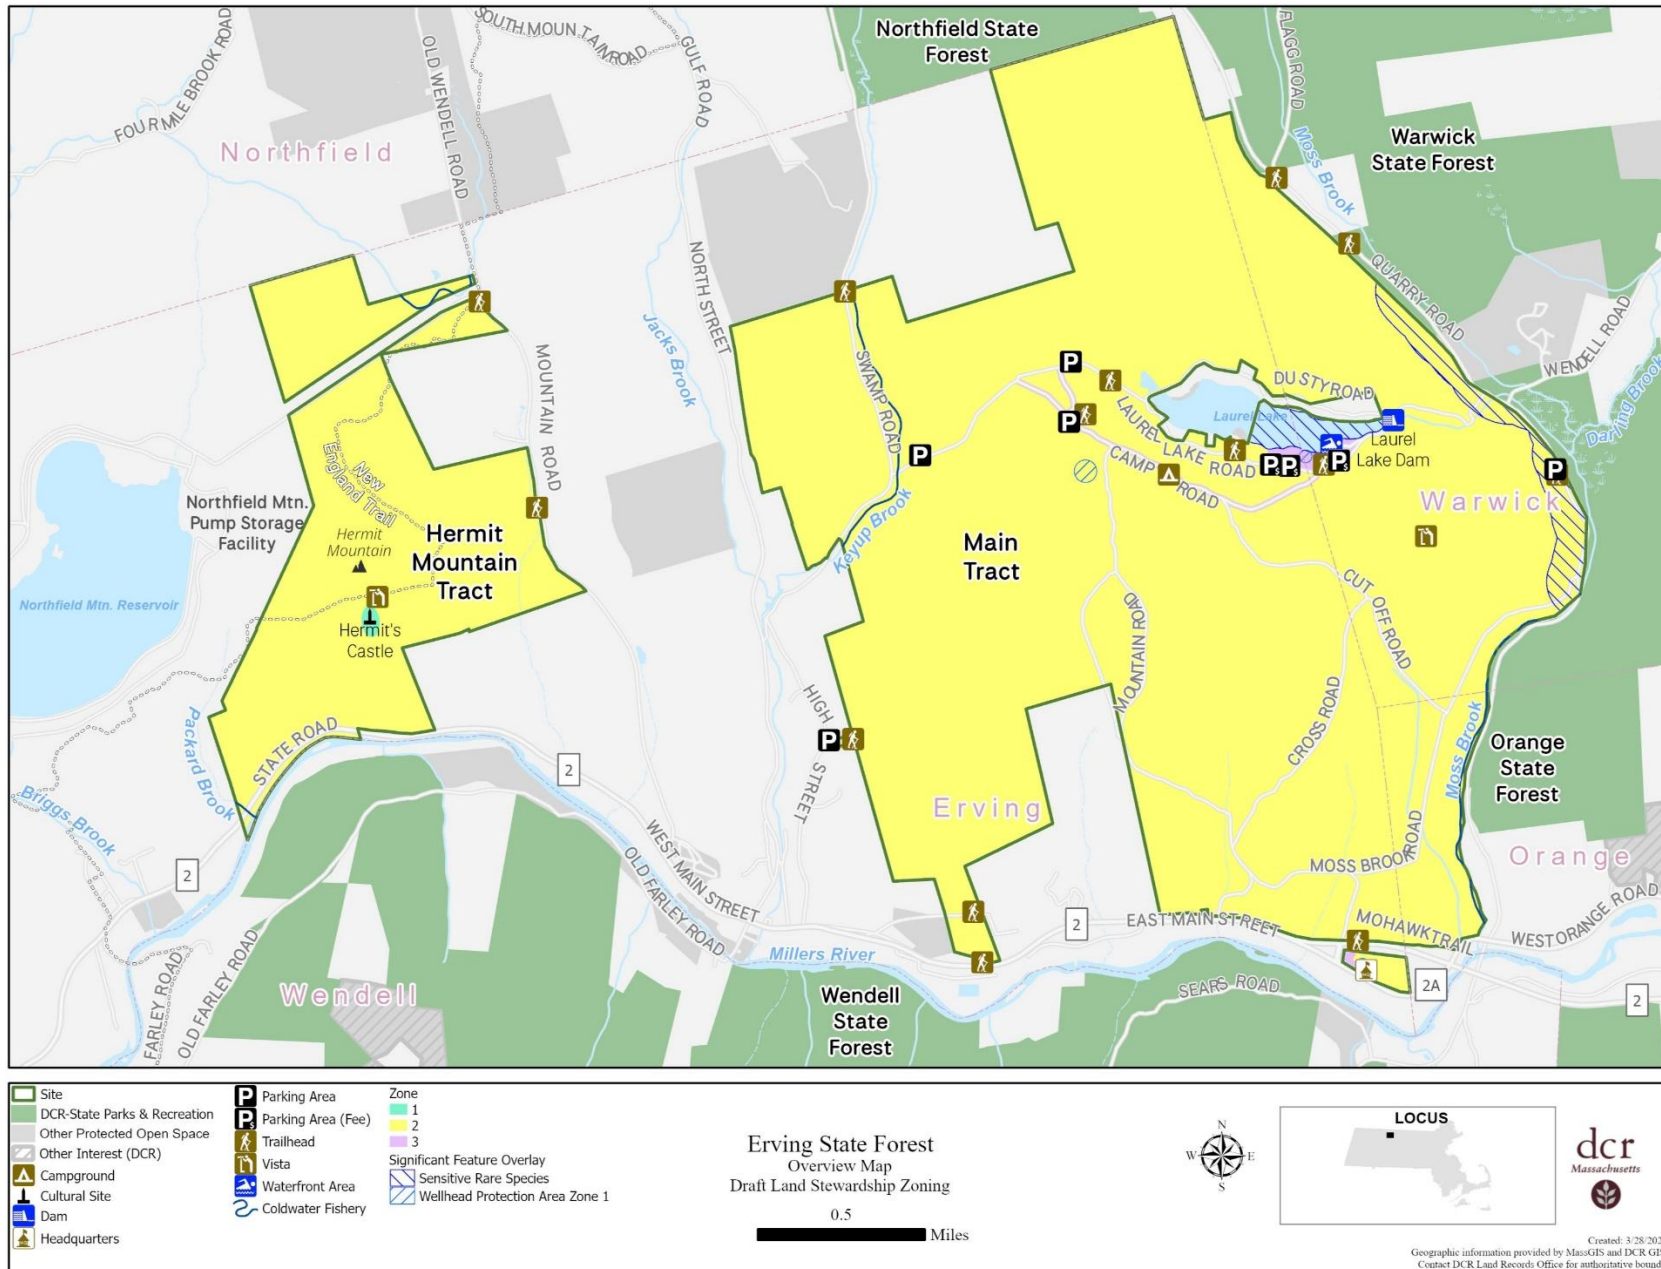 Northfield State
Forest
FLAGG ROAD
SOUTH MOUNTAIN ROAD
OLD WENDELL ROAD
GULF ROAD
FOUR MILE BROOK ROAD
Northfield
Moss Brook
Warwick
State Forest
QUARRY ROAD
WENDELL ROAD
Darling Brook
NORTH STREET
Jacks Brook
MOUNTAIN ROAD
SWAMP ROAD
P
P
P
DUSTY ROAD
Laurel Lake
LAUREL LAKE ROAD
CAMP ROAD
Laurel
Lake Dam
P$
P$
P$
P
Warwick
New
England Trail
Northfield Mtn.
Pump Storage
Facility
Hermit
Mountain
Hermit
Mountain
Tract
Keyup Brook
Main
Tract
Northfield Mtn. Reservoir
Hermit's
Castle
MOUNTAIN ROAD
CUT OFF ROAD
CROSS ROAD
Packard Brook
STATE ROAD
HIGH STREET
P
Moss Brook
Orange
State
Forest
Briggs Brook
2
2
Erving
WEST MAIN STREET
OLD FARLEY ROAD
MOSS BROOK ROAD
Orange
2
EAST MAIN STREET
MOHAWK TRAIL
WEST ORANGE ROAD
Millers River
FARLEY ROAD
OLD FARLEY ROAD
Wendell
Wendell
State
Forest
SEARS ROAD
2A
2
Site
DCR-State Parks & Recreation
Other Protected Open Space
Other Interest (DCR)
Campground
Cultural Site
Dam
Headquarters
P Parking Area
P$ Parking Area (Fee)
Trailhead
Vista
Waterfront Area
Coldwater Fishery
Zone
1
2
3
Significant Feature Overlay
Sensitive Rare Species
Wellhead Protection Area Zone 1
Erving State Forest
Overview Map
Draft Land Stewardship Zoning
0.5
Miles
N
W E
S
LOCUS
dcr
Massachusetts
Created: 3/28/202
Geographic information provided by MassGIS and DCR GIS
Contact DCR Land Records Office for authoritative bound